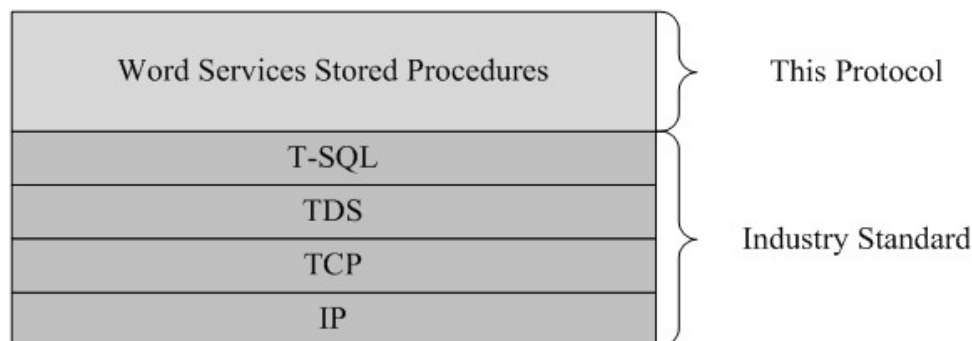 Word Services Stored Procedures
This Protocol
T-SQL
TDS
Industry Standard
TCP
IP